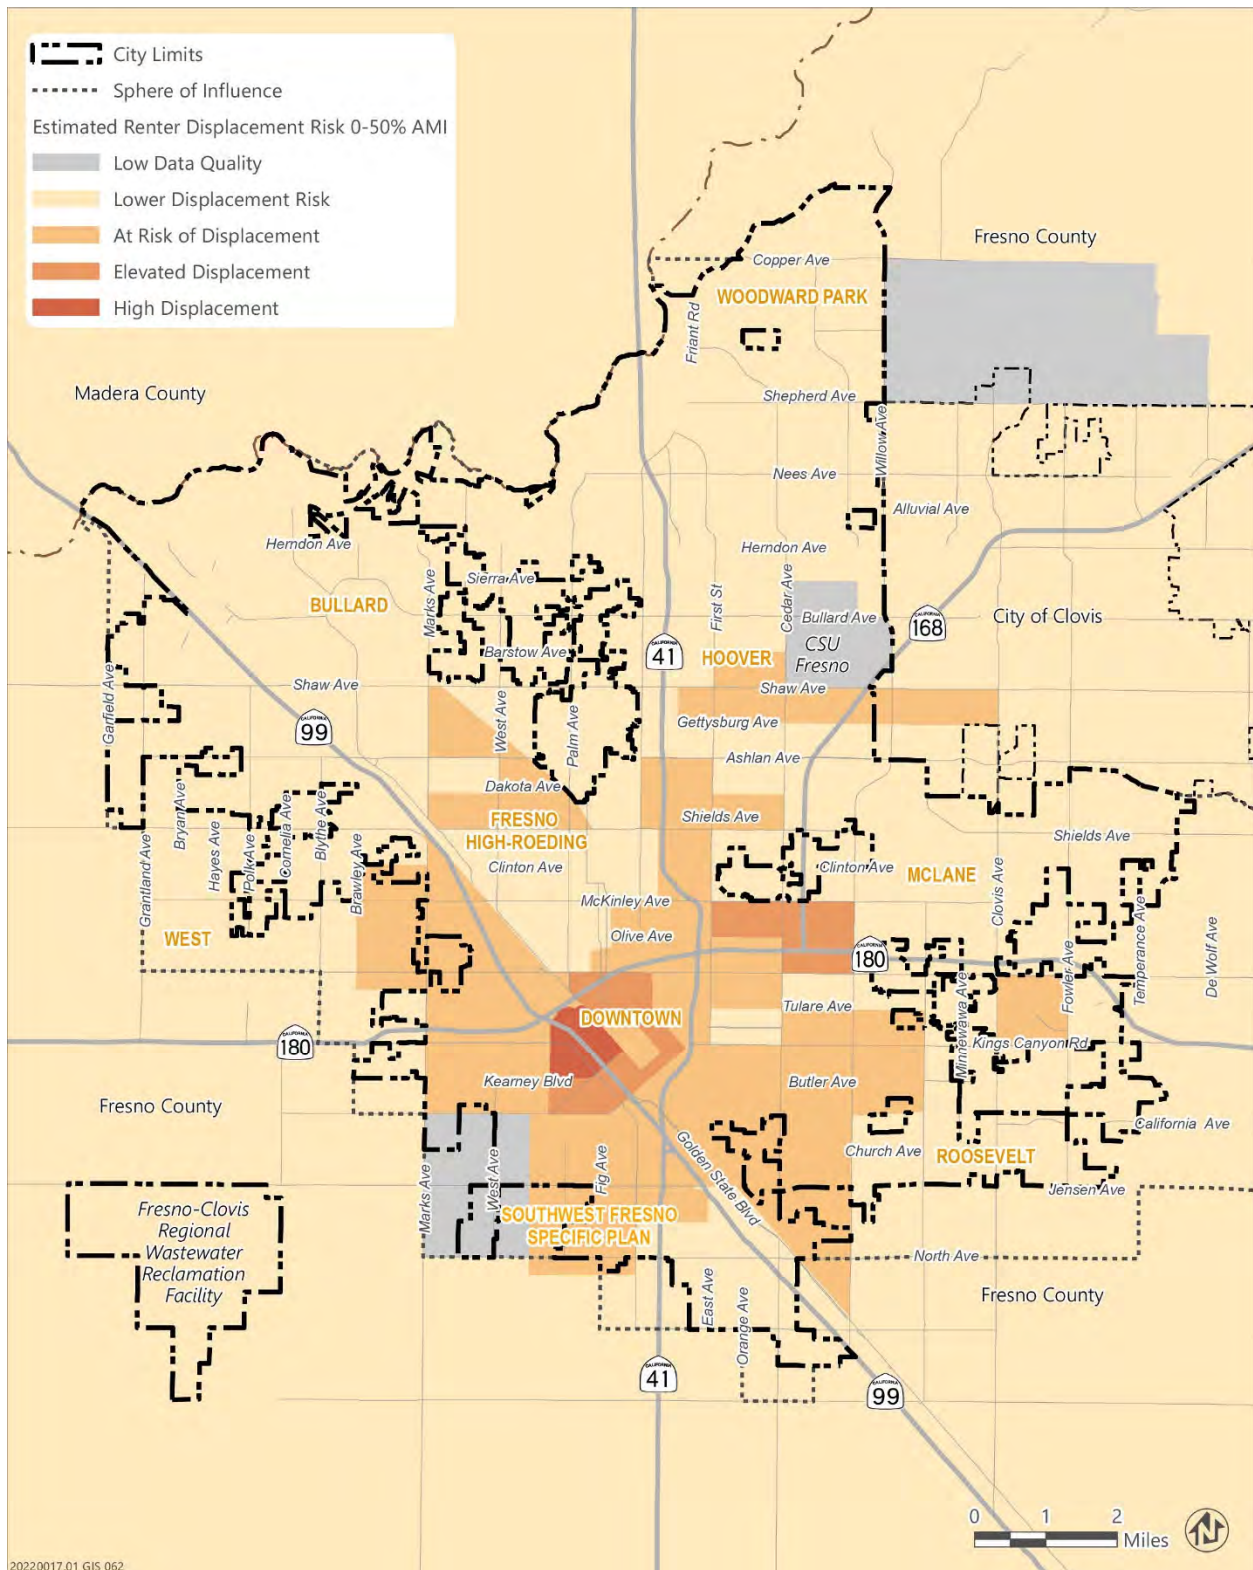 City Limits
Sphere of Influence
Estimated Renter Displacement Risk 0-50% AMI
Low Data Quality
Lower Displacement Risk
At Risk of Displacement
Elevated Displacement
High Displacement
Fresno County
Copper Ave
WOODWARD PARK
Friant Rd
Madera County
Shepherd Ave
Willow Ave
Nees Ave
Alluvial Ave
Herndon Ave
Herndon Ave
Sierra Ave
Marks Ave
BULLARD
First St
Cedar Ave
Bullard Ave
CALIFORNIA
168
City of Clovis
CSU
Fresno
Barstow Ave
CALIFORNIA
41
HOOVER
Shaw Ave
Shaw Ave
Garfield Ave
West Ave
Palm Ave
CALIFORNIA
99
Gettysburg Ave
Ashlan Ave
Dakota Ave
Bryan Ave
Cornelia Ave
Blythe Ave
FRESNO
HIGH-ROEDING
Shields Ave
Shields Ave
Grantland Ave
Hayes Ave
Polk Ave
Brawley Ave
Clinton Ave
Clinton Ave
MCLANE
Clovis Ave
McKinley Ave
WEST
Olive Ave
CALIFORNIA
180
Fowler Ave
Temperance Ave
De Wolf Ave
Tulare Ave
DOWNTOWN
Minnewawa Ave
Kings Canyon Rd
CALIFORNIA
180
Kearney Blvd
Butler Ave
Fresno County
California Ave
Golden State Blvd
Church Ave
ROOSEVELT
Marks Ave
West Ave
Fig Ave
Jensen Ave
Fresno-Clovis
Regional
Wastewater
Reclamation
Facility
SOUTHWEST FRESNO
SPECIFIC PLAN
North Ave
East Ave
Orange Ave
Fresno County
CALIFORNIA
41
CALIFORNIA
99
0 1 2
Miles
N
20220017.01 GIS 062